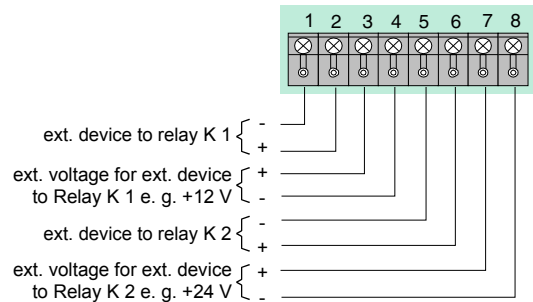 1 2 3 4 5 6 7 8
ext. device to relay K 1 { -
+
ext. voltage for ext. device { +
to Relay K 1 e. g. +12 V -
ext. device to relay K 2 { -
+
ext. voltage for ext. device { +
to Relay K 2 e. g. +24 V -